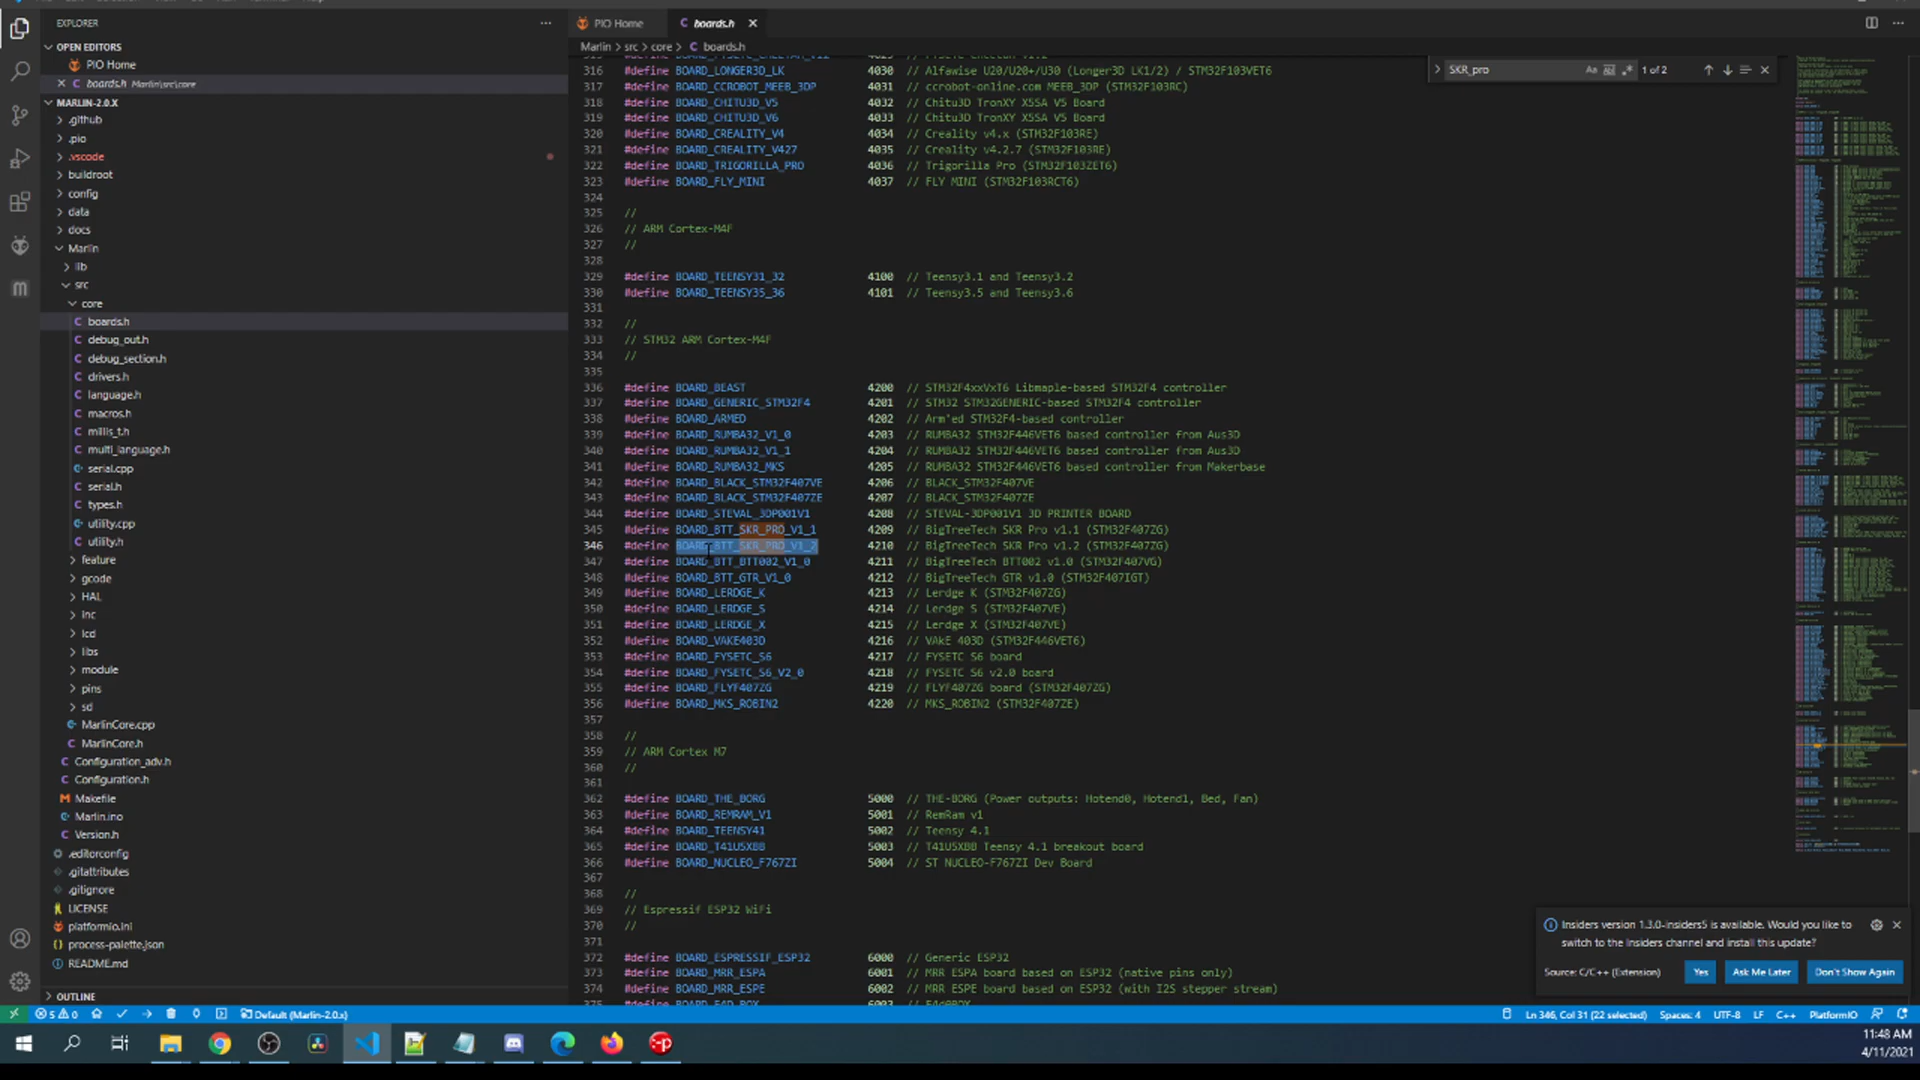 EXPLORER
OPEN EDITORS
PIO Home
boards.h Marlin\src\core
MARLIN-2.0.X
.github
.pio
.vscode
buildroot
config
data
docs
Marlin
lib
src
core
boards.h
debug_out.h
debug_section.h
drivers.h
language.h
macros.h
millis_t.h
multi_language.h
serial.cpp
serial.h
types.h
utility.cpp
utility.h
feature
gcode
HAL
inc
lcd
libs
module
pins
sd
MarlinCore.cpp
MarlinCore.h
Configuration_adv.h
Configuration.h
Makefile
Marlin.ino
Version.h
.editorconfig
.gitattributes
.gitignore
LICENSE
platformio.ini
process-palette.json
README.md
OUTLINE
PIO Home
boards.h
Marlin > src > core > boards.h
SKR_pro
Aa
1 of 2
316 #define BOARD_LONGER3D_LK 4030 // Alfawise U20/U20+/U30 (Longer3D LK1/2) / STM32F103VET6
317 #define BOARD_CCROBOT_MEEB_3DP 4031 // ccrobot-online.com MEEB_3DP (STM32F103RC)
318 #define BOARD_CHITU3D_V5 4032 // Chitu3D TronXY X5SA V5 Board
319 #define BOARD_CHITU3D_V6 4033 // Chitu3D TronXY X5SA V5 Board
320 #define BOARD_CREALITY_V4 4034 // Creality v4.x (STM32F103RE)
321 #define BOARD_CREALITY_V427 4035 // Creality v4.2.7 (STM32F103RE)
322 #define BOARD_TRIGORILLA_PRO 4036 // Trigorilla Pro (STM32F103ZET6)
323 #define BOARD_FLY_MINI 4037 // FLY MINI (STM32F103RCT6)
324
325 //
326 // ARM Cortex-M4F
327 //
328
329 #define BOARD_TEENSY31_32 4100 // Teensy3.1 and Teensy3.2
330 #define BOARD_TEENSY35_36 4101 // Teensy3.5 and Teensy3.6
331
332 //
333 // STM32 ARM Cortex-M4F
334 //
335
336 #define BOARD_BEAST 4200 // STM32F4xxVxT6 Libmaple-based STM32F4 controller
337 #define BOARD_GENERIC_STM32F4 4201 // STM32 STM32GENERIC-based STM32F4 controller
338 #define BOARD_ARMED 4202 // Arm'ed STM32F4-based controller
339 #define BOARD_RUMBA32_V1_0 4203 // RUMBA32 STM32F446VET6 based controller from Aus3D
340 #define BOARD_RUMBA32_V1_1 4204 // RUMBA32 STM32F446VET6 based controller from Aus3D
341 #define BOARD_RUMBA32_MKS 4205 // RUMBA32 STM32F446VET6 based controller from Makerbase
342 #define BOARD_BLACK_STM32F407VE 4206 // BLACK_STM32F407VE
343 #define BOARD_BLACK_STM32F407ZE 4207 // BLACK_STM32F407ZE
344 #define BOARD_STEVAL_3DP001V1 4208 // STEVAL-3DP001V1 3D PRINTER BOARD
345 #define BOARD_BTT_SKR_PRO_V1_1 4209 // BigTreeTech SKR Pro v1.1 (STM32F407ZG)
346 #define BOARD_BTT_SKR_PRO_V1_2 4210 // BigTreeTech SKR Pro v1.2 (STM32F407ZG)
347 #define BOARD_BTT_BTT002_V1_0 4211 // BigTreeTech BTT002 v1.0 (STM32F407VG)
348 #define BOARD_BTT_GTR_V1_0 4212 // BigTreeTech GTR v1.0 (STM32F407IGT)
349 #define BOARD_LERDGE_K 4213 // Lerdge K (STM32F407ZG)
350 #define BOARD_LERDGE_S 4214 // Lerdge S (STM32F407VE)
351 #define BOARD_LERDGE_X 4215 // Lerdge X (STM32F407VE)
352 #define BOARD_VAKE403D 4216 // VAkE 403D (STM32F446VET6)
353 #define BOARD_FYSETC_S6 4217 // FYSETC S6 board
354 #define BOARD_FYSETC_S6_V2_0 4218 // FYSETC S6 v2.0 board
355 #define BOARD_FLYF407ZG 4219 // FLYF407ZG board (STM32F407ZG)
356 #define BOARD_MKS_ROBIN2 4220 // MKS_ROBIN2 (STM32F407ZE)
357
358 //
359 // ARM Cortex M7
360 //
361
362 #define BOARD_THE_BORG 5000 // THE-BORG (Power outputs: Hotend0, Hotend1, Bed, Fan)
363 #define BOARD_REMRAM_V1 5001 // RemRam v1
364 #define BOARD_TEENSY41 5002 // Teensy 4.1
365 #define BOARD_T41U5XBB 5003 // T41U5XBB Teensy 4.1 breakout board
366 #define BOARD_NUCLEO_F767ZI 5004 // ST NUCLEO-F767ZI Dev Board
367
368 //
369 // Espressif ESP32 WiFi
370 //
371
372 #define BOARD_ESPRESSIF_ESP32 6000 // Generic ESP32
373 #define BOARD_MRR_ESPA 6001 // MRR ESPA board based on ESP32 (native pins only)
374 #define BOARD_MRR_ESPE 6002 // MRR ESPE board based on ESP32 (with I2S stepper stream)
Insiders version 1.3.0-insiders5 is available. Would you like to
switch to the Insiders channel and install this update?
Source: C/C++ (Extension)
Yes
Ask Me Later
Don't Show Again
5 0
Default (Marlin-2.0.x)
Ln 346, Col 31 (22 selected)
Spaces: 4
UTF-8
LF
C++
PlatformIO
11:48 AM
4/11/2021